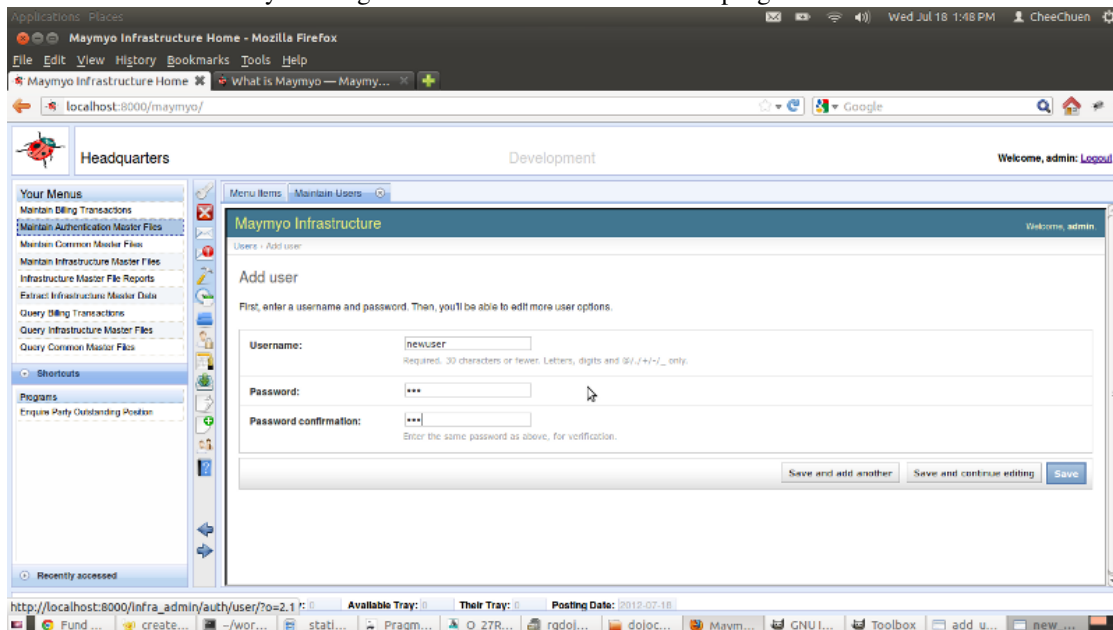 Applications Places
Wed Jul 18 1:48 PM CheeChuen
Maymyo Infrastructure Home - Mozilla Firefox
File Edit View History Bookmarks Tools Help
Maymyo Infrastructure Home
What is Maymyo — Maymy...
localhost:8000/maymyo/
Google
Headquarters
Development
Welcome, admin: Logout
Your Menus
Maintain Billing Transactions
Maintain Authentication Master Files
Maintain Common Master Files
Maintain Infrastructure Master Files
Infrastructure Master File Reports
Extract Infrastructure Master Data
Query Billing Transactions
Query Infrastructure Master Files
Query Common Master Files
Shortcuts
Programs
Enquire Party Outstanding Position
Recently accessed
Menu Items Maintain Users
Maymyo Infrastructure
Welcome, admin.
Users › Add user
Add user
First, enter a username and password. Then, you'll be able to edit more user options.
Username: newuser
Required. 30 characters or fewer. Letters, digits and @/./+/-/_ only.
Password: •••
Password confirmation: •••
Enter the same password as above, for verification.
Save and add another Save and continue editing Save
http://localhost:8000/infra_admin/auth/user/?o=2.1
Available Tray: 0 Their Tray: 0 Posting Date: 2012-07-18
Fund ... create... ~/wor... stati... Pragm... O 27R... rqdoj... dojoc... Maym... GNU I... Toolbox add u... new ...